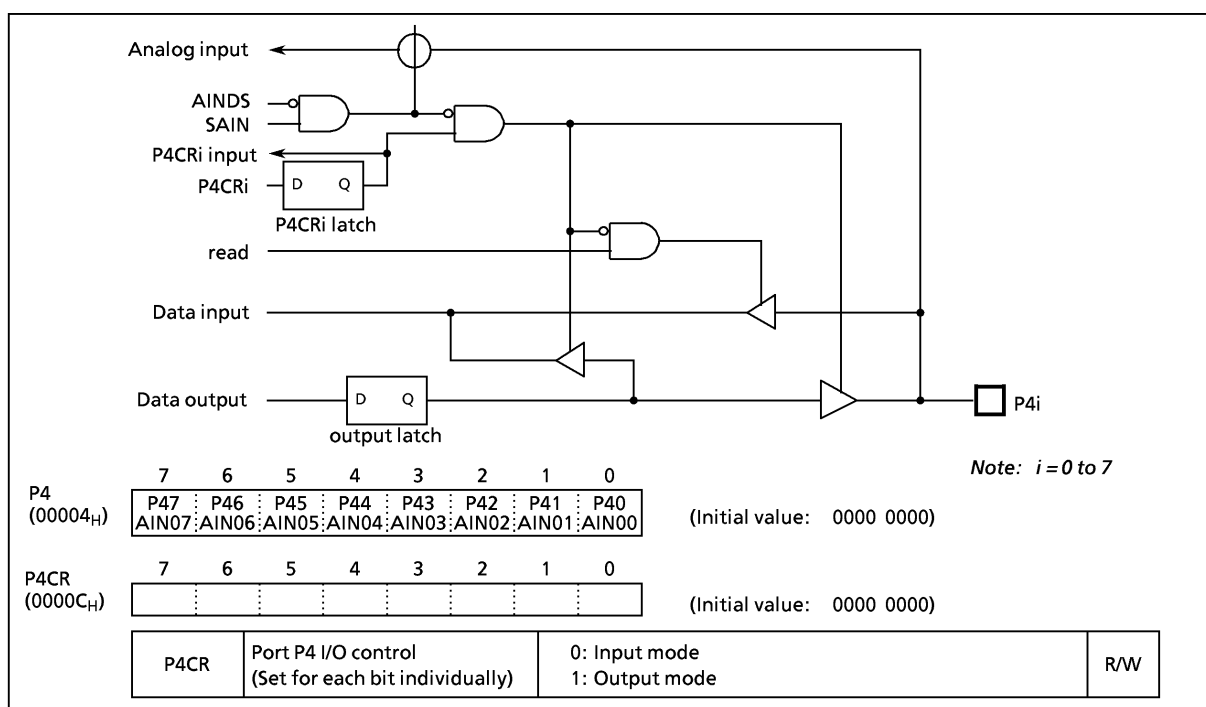 Analog input
AINDS
SAIN
P4CRi input
P4CRi
D Q
P4CRi latch
read
Data input
Data output
D Q
output latch
P4i
Note: i = 0 to 7
7 6 5 4 3 2 1 0
P4
(00004H)
P47 P46 P45 P44 P43 P42 P41 P40
AIN07 AIN06 AIN05 AIN04 AIN03 AIN02 AIN01 AIN00
(Initial value: 0000 0000)
7 6 5 4 3 2 1 0
P4CR
(0000CH)
(Initial value: 0000 0000)
P4CR
Port P4 I/O control
(Set for each bit individually)
0: Input mode
1: Output mode
R/W